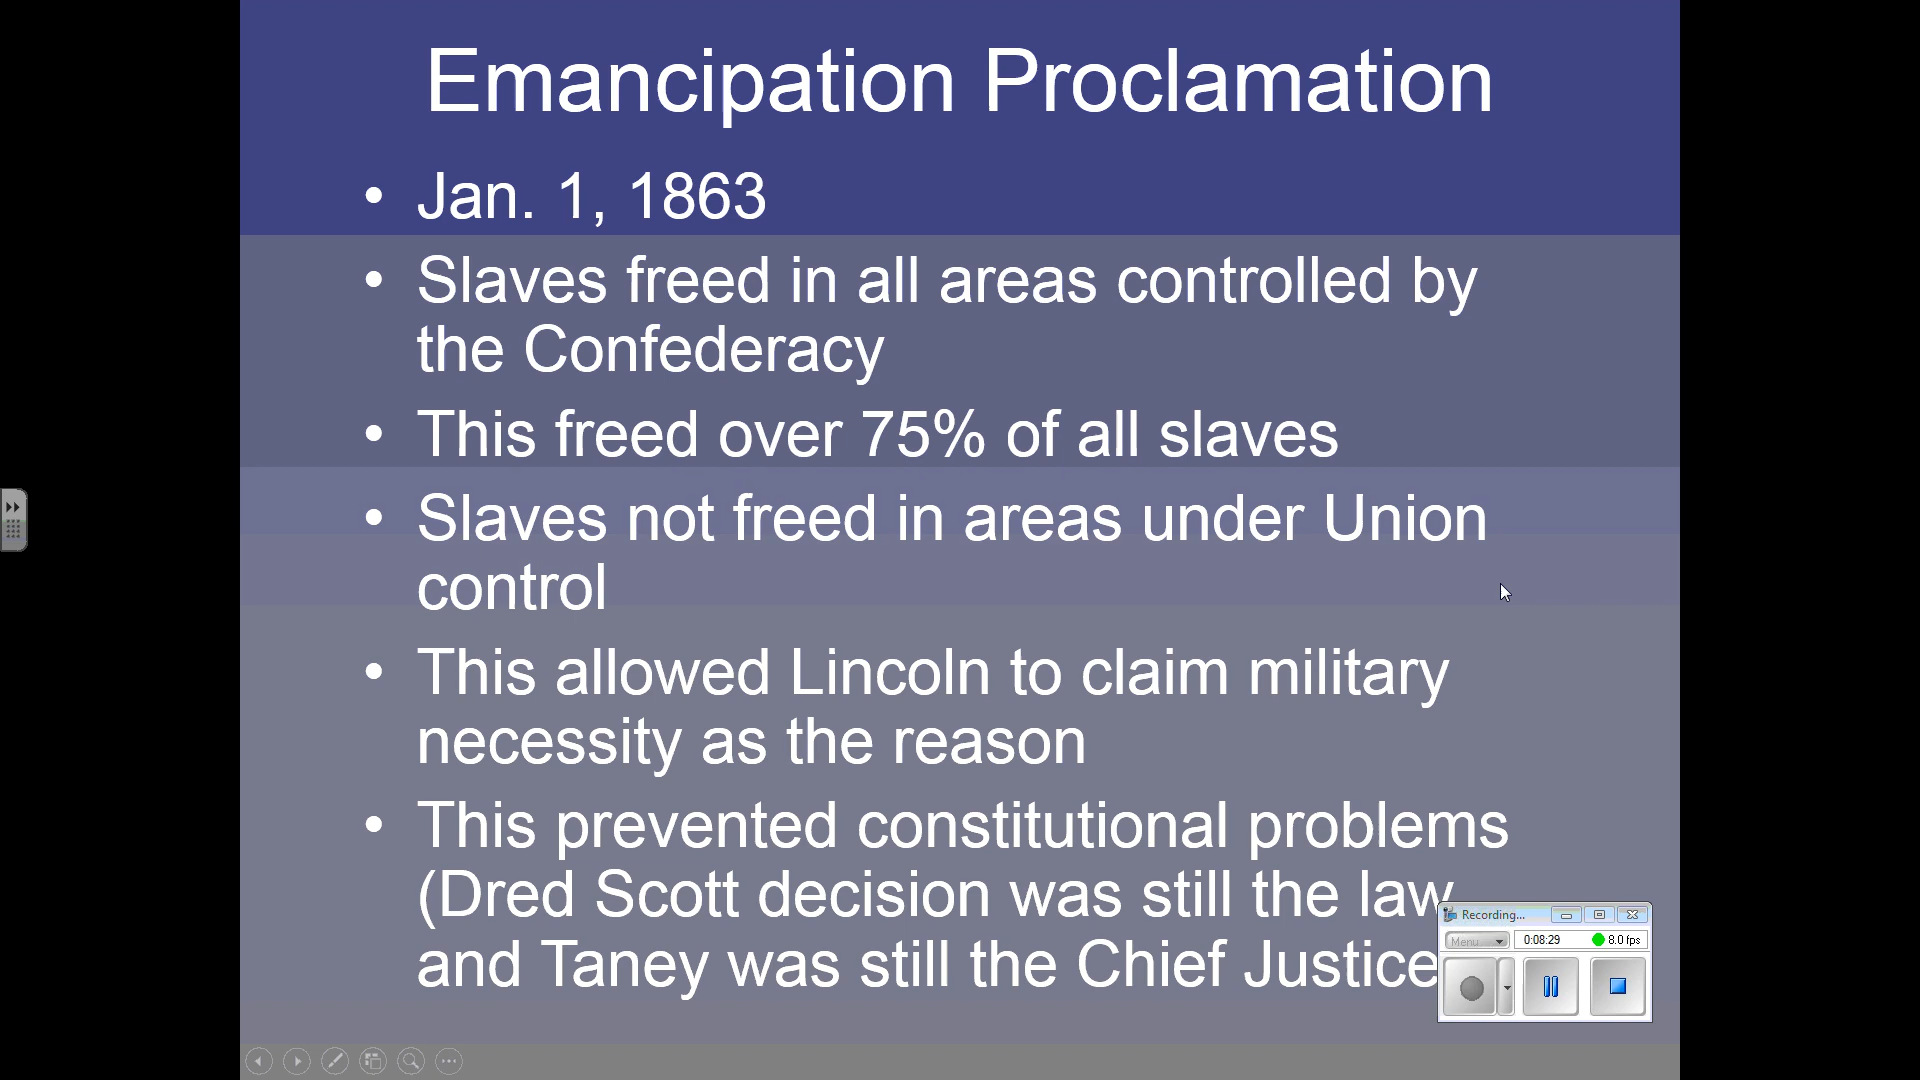 Emancipation Proclamation
• Jan. 1, 1863
• Slaves freed in all areas controlled by
the Confederacy
• This freed over 75% of all slaves
• Slaves not freed in areas under Union
control
• This allowed Lincoln to claim military
necessity as the reason
• This prevented constitutional problems
(Dred Scott decision was still the law
and Taney was still the Chief Justice
Recording...
Menu
0:08:29
8.0 fps